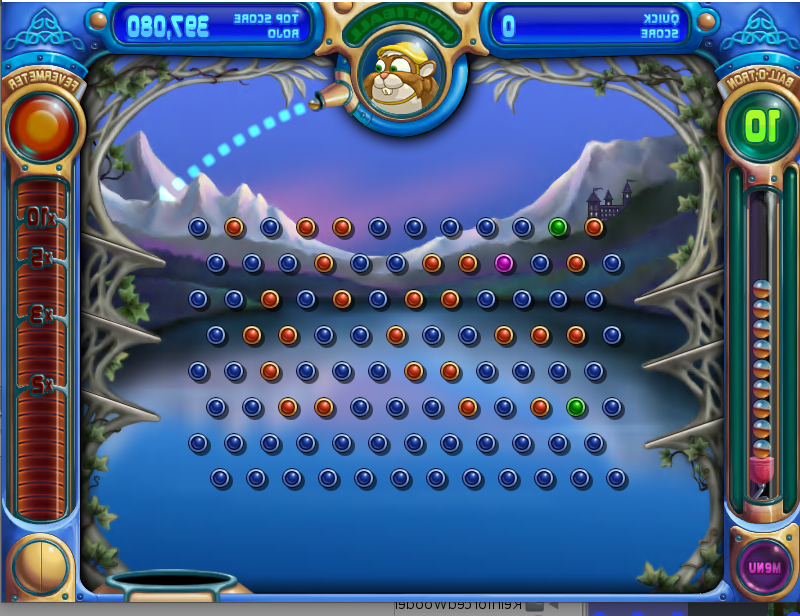 QUICK
SCORE
0
MULTIBALL
TOP SCORE
ROJO
397,080
BALL-O-TRON
10
FEVERMETER
x10
x5
x3
x2
MENU